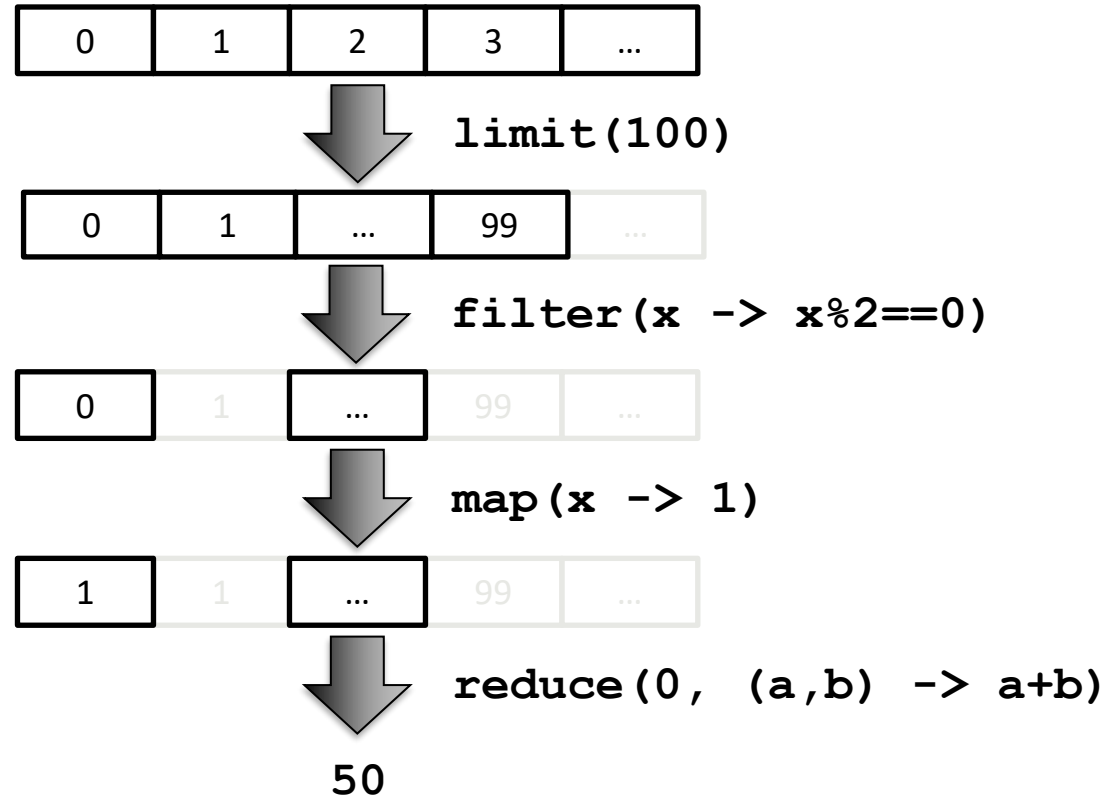 0 1 2 3 …
limit(100)
0 1 … 99 …
filter(x -> x%2==0)
0 1 … 99 …
map(x -> 1)
1 1 … 99 …
reduce(0, (a,b) -> a+b)
50